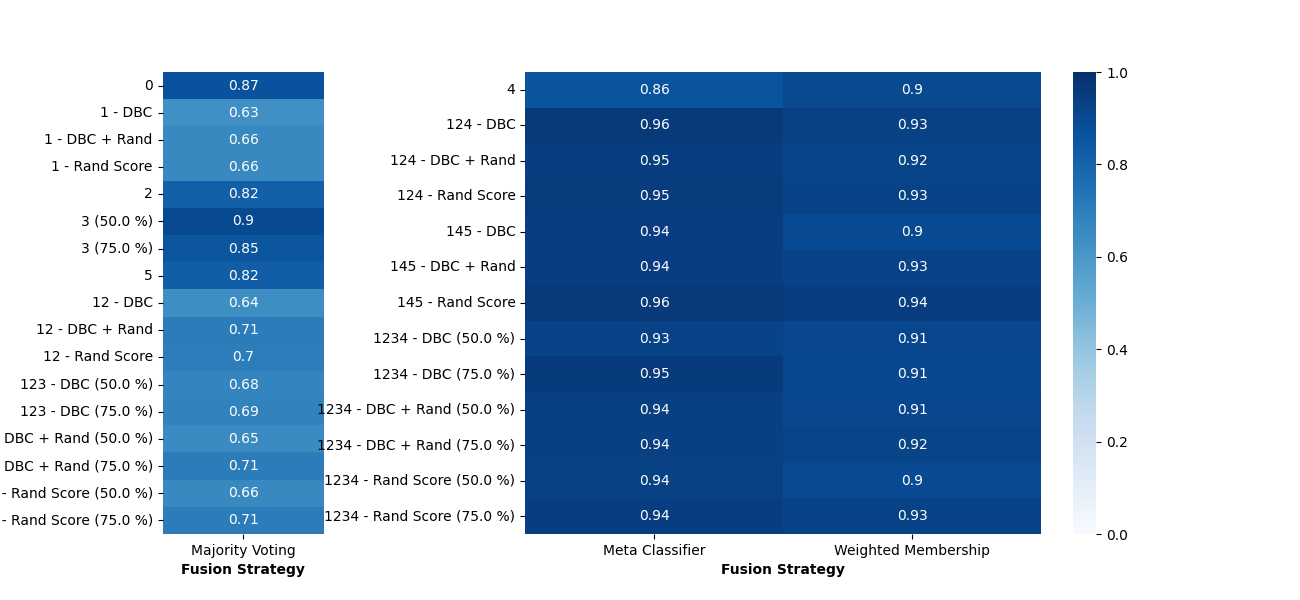 0 0.87
1 - DBC 0.63
1 - DBC + Rand 0.66
1 - Rand Score 0.66
2 0.82
3 (50.0 %) 0.9
3 (75.0 %) 0.85
5 0.82
12 - DBC 0.64
12 - DBC + Rand 0.71
12 - Rand Score 0.7
123 - DBC (50.0 %) 0.68
123 - DBC (75.0 %) 0.69
DBC + Rand (50.0 %) 0.65
DBC + Rand (75.0 %) 0.71
- Rand Score (50.0 %) 0.66
- Rand Score (75.0 %) 0.71
Majority Voting
Fusion Strategy
4 0.86 0.9
124 - DBC 0.96 0.93
124 - DBC + Rand 0.95 0.92
124 - Rand Score 0.95 0.93
145 - DBC 0.94 0.9
145 - DBC + Rand 0.94 0.93
145 - Rand Score 0.96 0.94
1234 - DBC (50.0 %) 0.93 0.91
1234 - DBC (75.0 %) 0.95 0.91
1234 - DBC + Rand (50.0 %) 0.94 0.91
1234 - DBC + Rand (75.0 %) 0.94 0.92
1234 - Rand Score (50.0 %) 0.94 0.9
1234 - Rand Score (75.0 %) 0.94 0.93
Meta Classifier Weighted Membership
Fusion Strategy
1.0
0.8
0.6
0.4
0.2
0.0